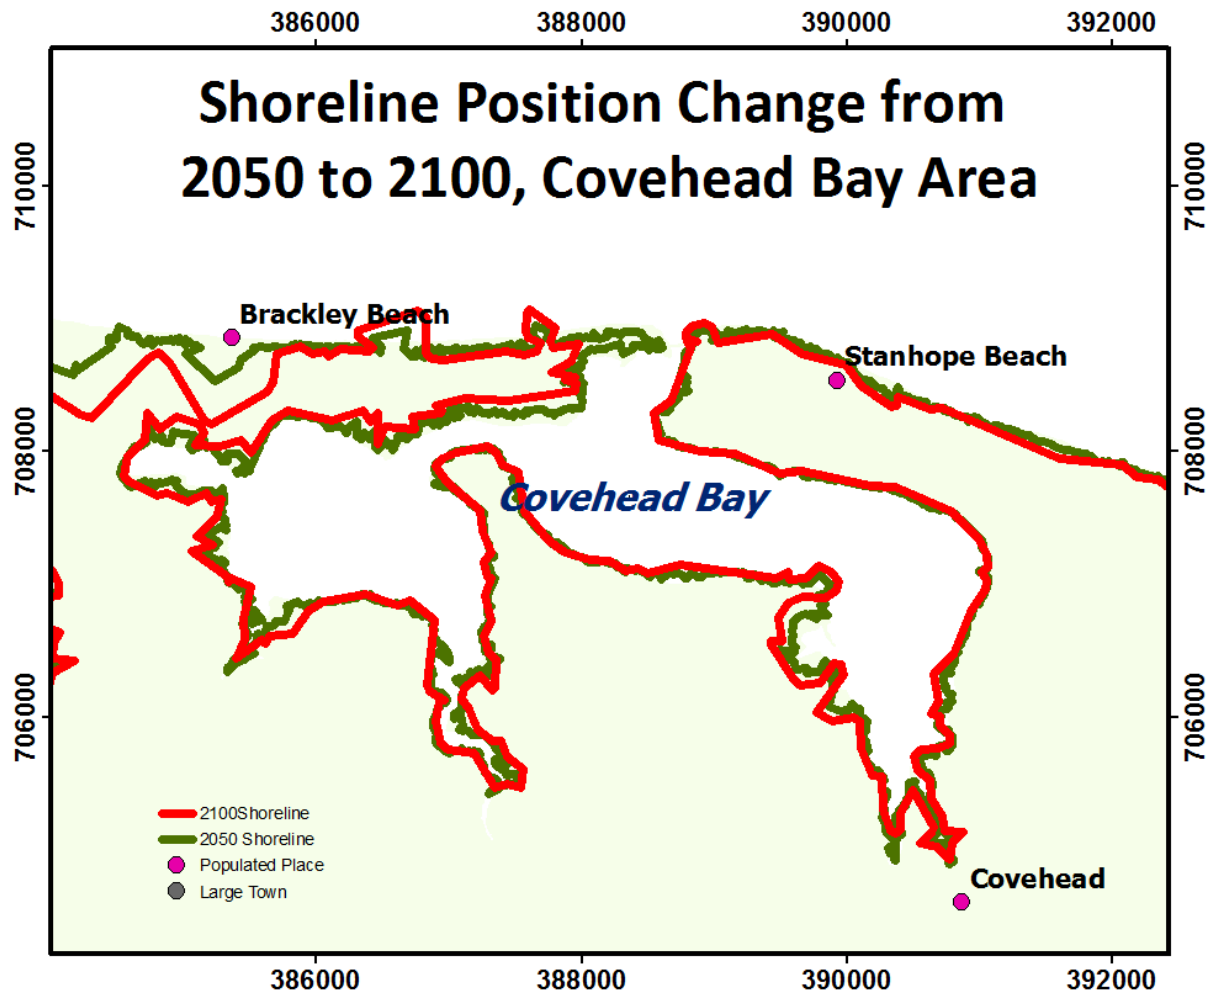 386000
388000
390000
392000
Shoreline Position Change from
2050 to 2100, Covehead Bay Area
710000
710000
Brackley Beach
Stanhope Beach
708000
708000
Covehead Bay
706000
706000
2100Shoreline
2050 Shoreline
Populated Place
Large Town
Covehead
386000
388000
390000
392000